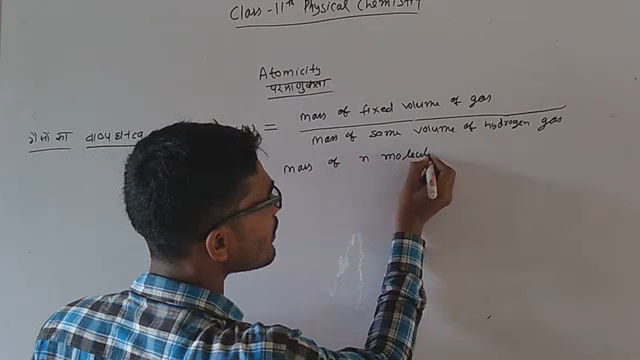 Class - 11th Physical Chemistry
Atomicity
परमाणुकता
गैसों का वाष्प घनत्व = mass of fixed volume of gas
mass of same volume of hydrogen gas
mass of n molecul